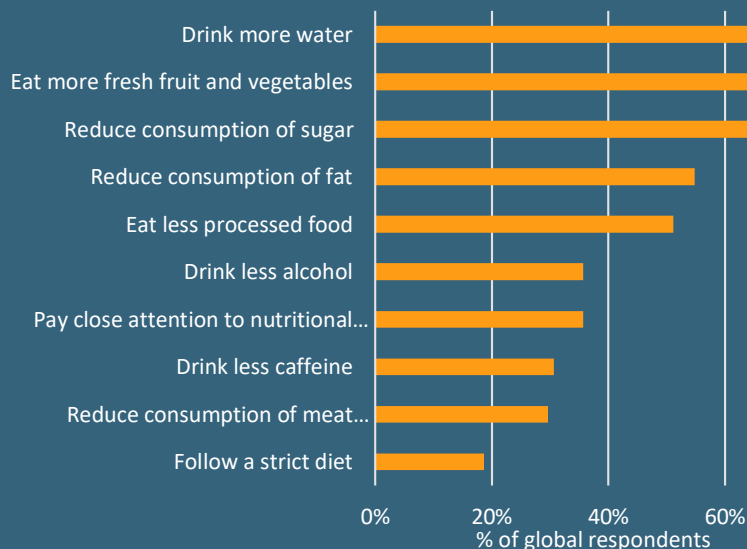 Drink more water
Eat more fresh fruit and vegetables
Reduce consumption of sugar
Reduce consumption of fat
Eat less processed food
Drink less alcohol
Pay close attention to nutritional...
Drink less caffeine
Reduce consumption of meat...
Follow a strict diet
0% 20% 40% 60%
% of global respondents